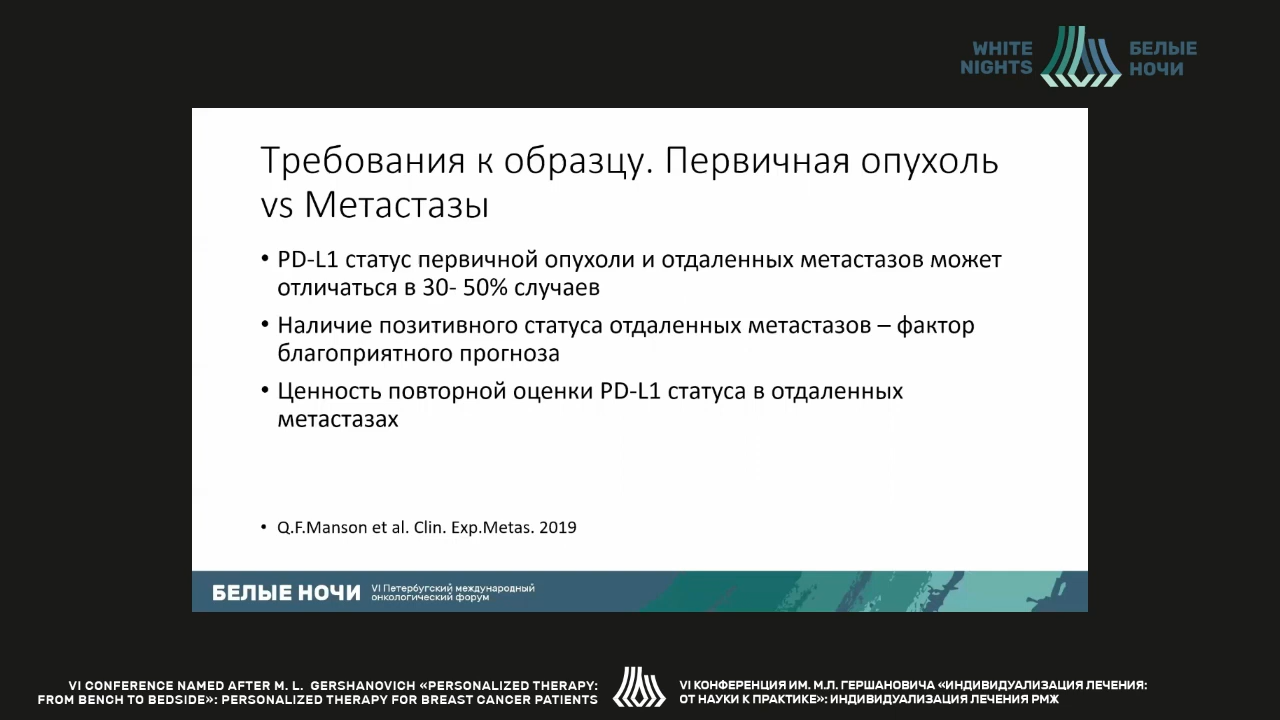 WHITE
NIGHTS
БЕЛЫЕ
НОЧИ
Требования к образцу. Первичная опухоль
vs Метастазы
• PD-L1 статус первичной опухоли и отдаленных метастазов может
отличаться в 30- 50% случаев
• Наличие позитивного статуса отдаленных метастазов – фактор
благоприятного прогноза
• Ценность повторной оценки PD-L1 статуса в отдаленных
метастазах
• Q.F.Manson et al. Clin. Exp.Metas. 2019
БЕЛЫЕ НОЧИ
VI Петербургский международный
онкологический форум
VI CONFERENCE NAMED AFTER M. L. GERSHANOVICH «PERSONALIZED THERAPY:
FROM BENCH TO BEDSIDE»: PERSONALIZED THERAPY FOR BREAST CANCER PATIENTS
VI КОНФЕРЕНЦИЯ ИМ. М.Л. ГЕРШАНОВИЧА «ИНДИВИДУАЛИЗАЦИЯ ЛЕЧЕНИЯ:
ОТ НАУКИ К ПРАКТИКЕ»: ИНДИВИДУАЛИЗАЦИЯ ЛЕЧЕНИЯ РМЖ